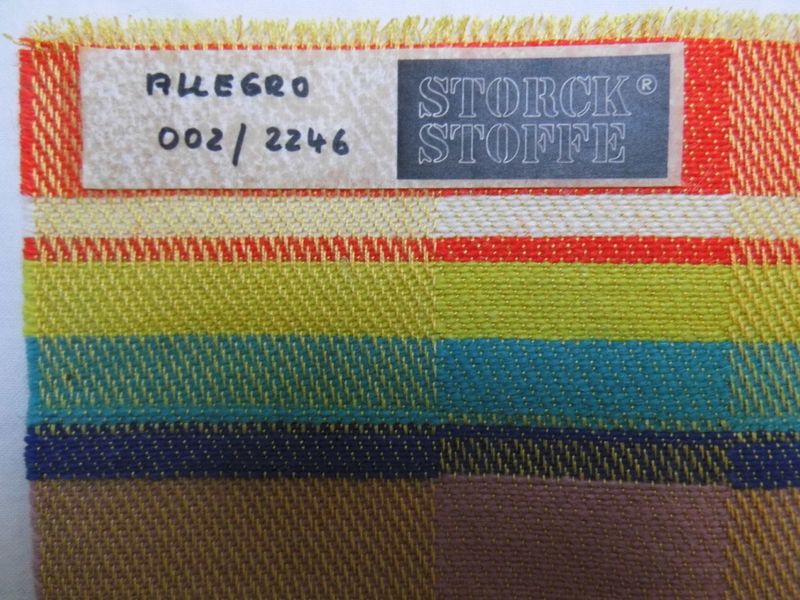 ALLEGRO
002/2246
STORCK®
STOFFE